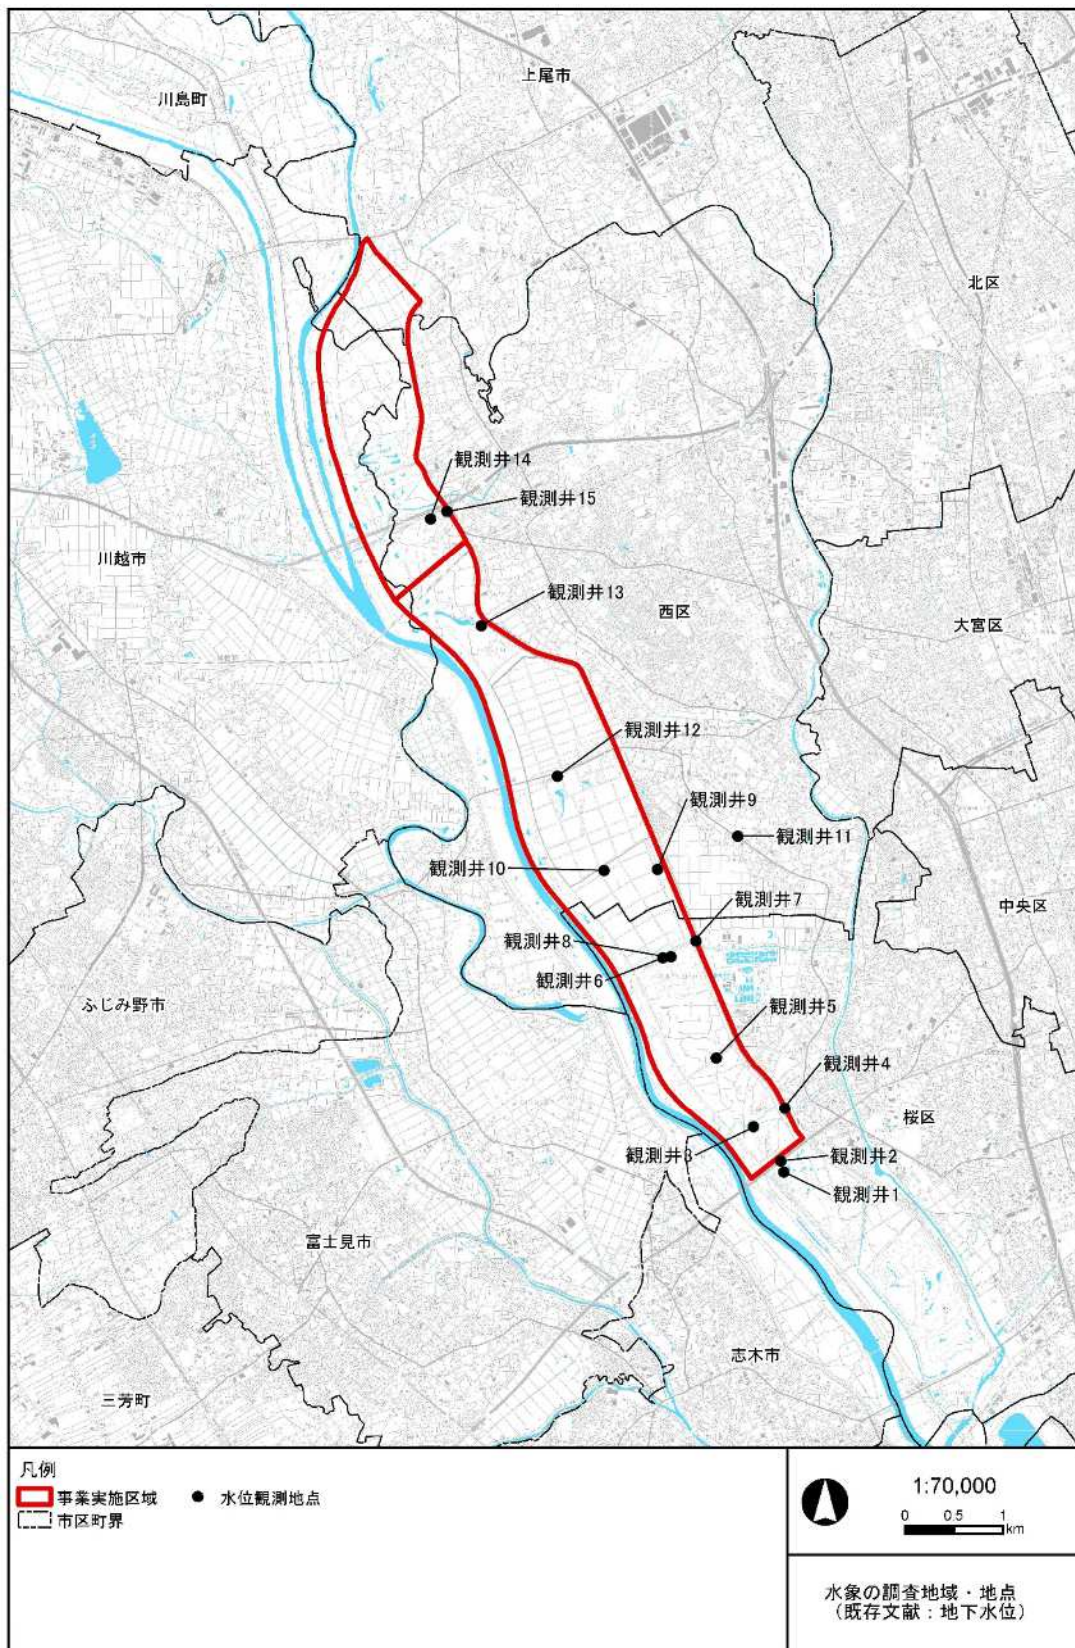 上尾市
川島町
北区
観測井14
観測井15
川越市
観測井13
西区
大宮区
観測井12
観測井9
観測井11
観測井10
中央区
観測井7
観測井8
観測井6
ふじみ野市
観測井5
観測井4
桜区
観測井3
観測井2
観測井1
富士見市
志木市
三芳町
凡例
事業実施区域 水位観測地点
市区町界
1:70,000
0 0.5 1
km
水象の調査地域・地点
(既存文献:地下水位)